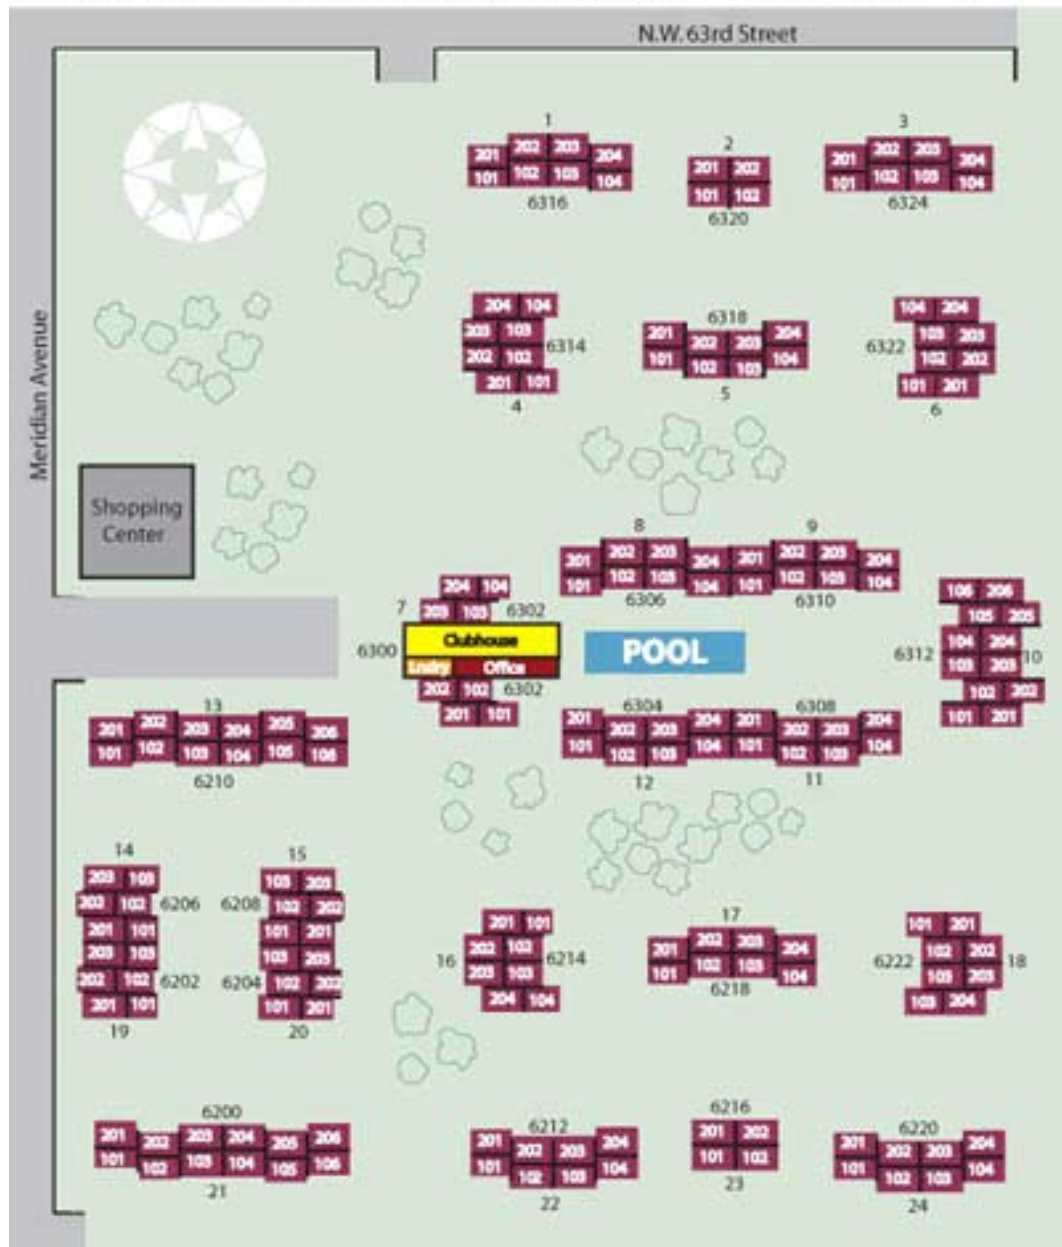 N.W. 63rd Street
Meridian Avenue
1
201 202 203 204
101 102 103 104
6316
2
201 202
101 102
6320
3
201 202 203 204
101 102 103 104
6324
204 104
203 103
202 102
201 101
6314
4
6318
201 202 203 204
101 102 103 104
5
104 204
103 203
102 202
101 201
6322
6
Shopping
Center
8
201 202 203 204
101 102 103 104
6306
9
201 202 203 204
101 102 103 104
6310
7
204 104
203 103
6302
6300
Clubhouse
Lndry Office
202 102
6302
201 101
POOL
106 206
105 205
104 204
6312
103 203
10
102 202
101 201
6304
201 202 203 204
101 102 103 104
12
6308
201 202 203 204
101 102 103 104
11
13
201 202 203 204 205 206
101 102 103 104 105 106
6210
14
203 103
202 102 6206
201 101
203 103
202 102 6202
201 101
19
15
103 203
6208 102 202
101 201
103 203
6204 102 202
101 201
20
201 101
202 102
16
6214
203 103
204 104
17
201 202 203 204
101 102 103 104
6218
101 201
102 202
6222
18
103 203
103 204
6200
201 202 203 204 205 206
101 102 103 104 105 106
21
6212
201 202 203 204
101 102 103 104
22
6216
201 202
101 102
23
6220
201 202 203 204
101 102 103 104
24